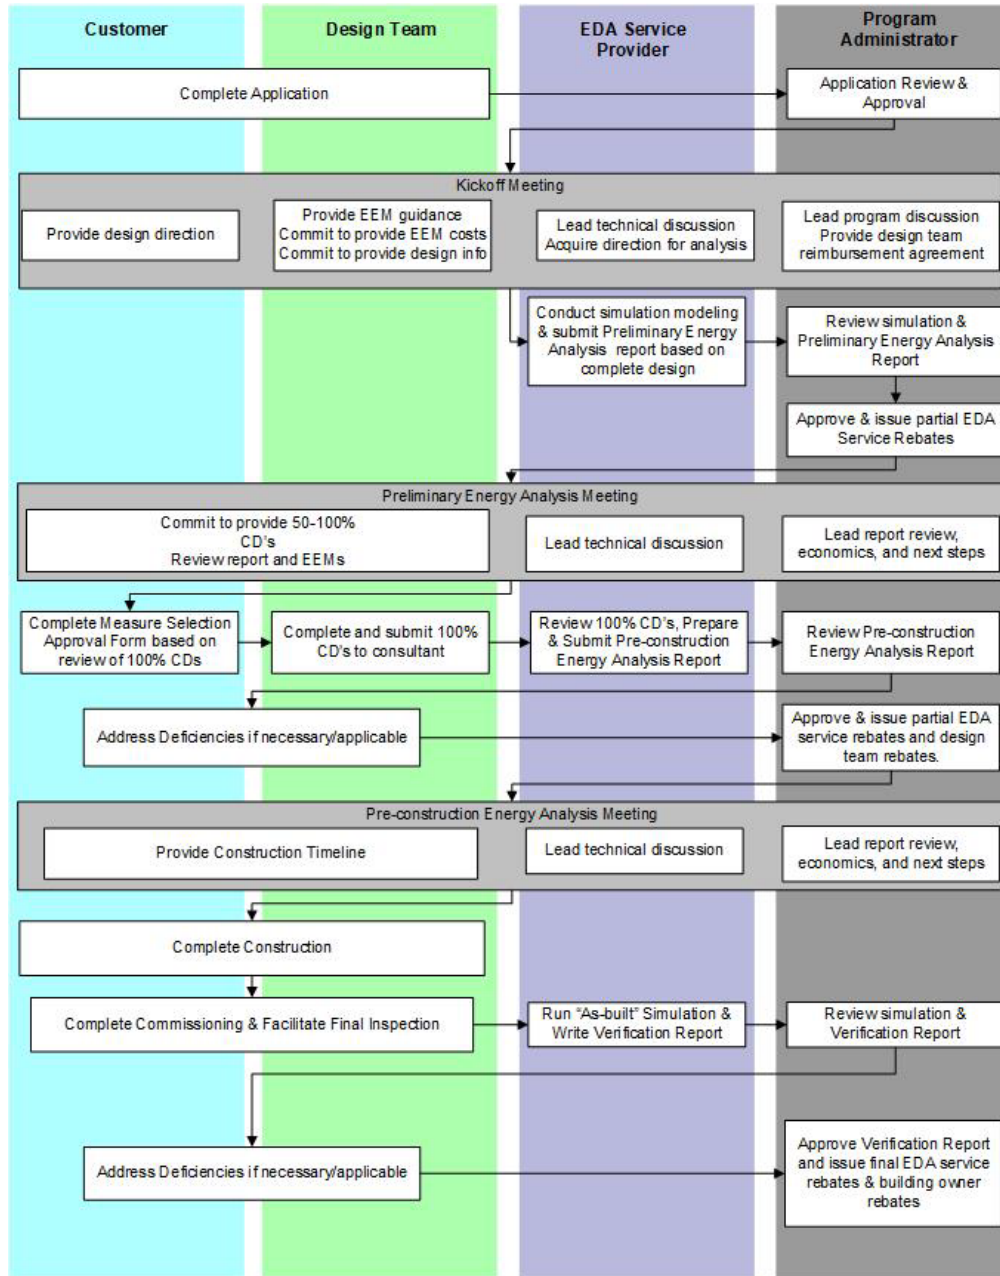 Customer
Design Team
EDA Service
Provider
Program
Administrator
Complete Application
Application Review &
Approval
Kickoff Meeting
Provide design direction
Provide EEM guidance
Commit to provide EEM costs
Commit to provide design info
Lead technical discussion
Acquire direction for analysis
Lead program discussion
Provide design team
reimbursement agreement
Conduct simulation modeling
& submit Preliminary Energy
Analysis report based on
complete design
Review simulation &
Preliminary Energy Analysis
Report
Approve & issue partial EDA
Service Rebates
Preliminary Energy Analysis Meeting
Commit to provide 50-100%
CD's
Review report and EEMs
Lead technical discussion
Lead report review,
economics, and next steps
Complete Measure Selection
Approval Form based on
review of 100% CDs
Complete and submit 100%
CD's to consultant
Review 100% CD's, Prepare
& Submit Pre-construction
Energy Analysis Report
Review Pre-construction
Energy Analysis Report
Address Deficiencies if necessary/applicable
Approve & issue partial EDA
service rebates and design
team rebates.
Pre-construction Energy Analysis Meeting
Provide Construction Timeline
Lead technical discussion
Lead report review,
economics, and next steps
Complete Construction
Complete Commissioning & Facilitate Final Inspection
Run "As-built" Simulation &
Write Verification Report
Review simulation &
Verification Report
Address Deficiencies if necessary/applicable
Approve Verification Report
and issue final EDA service
rebates & building owner
rebates